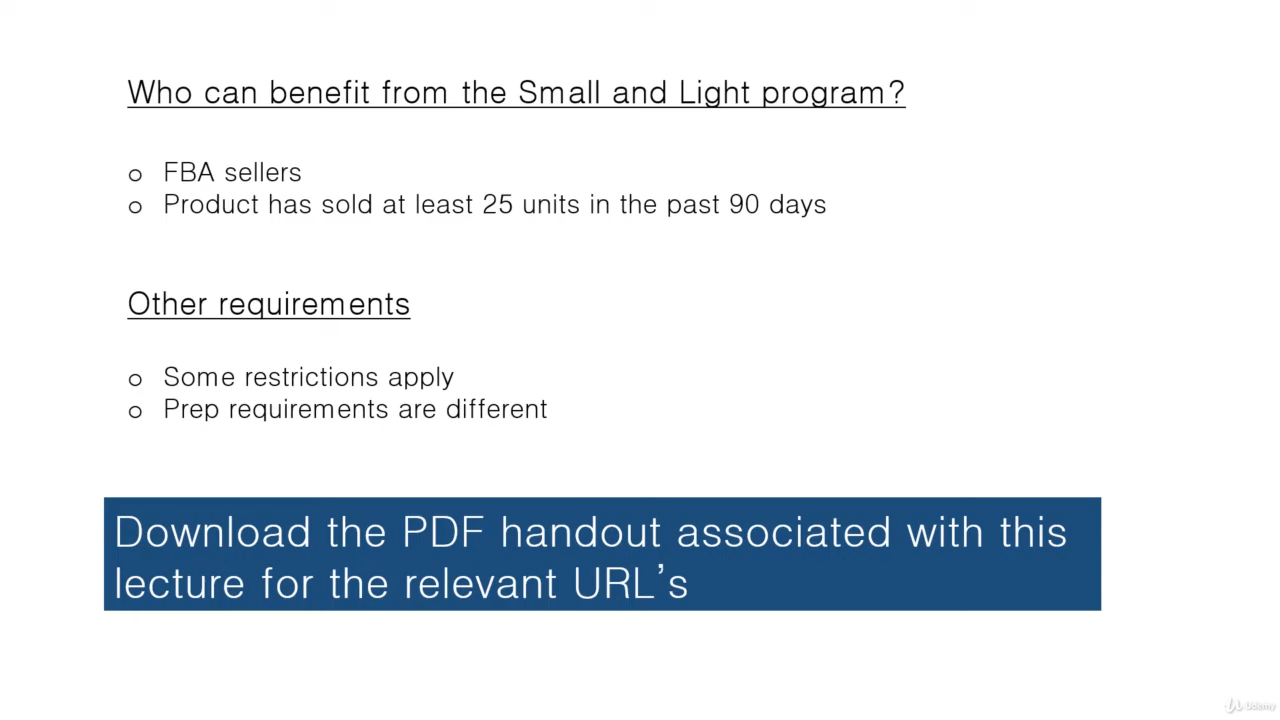 Who can benefit from the Small and Light program?
o FBA sellers
o Product has sold at least 25 units in the past 90 days
Other requirements
o Some restrictions apply
o Prep requirements are different
Download the PDF handout associated with this
lecture for the relevant URL’s
Udemy